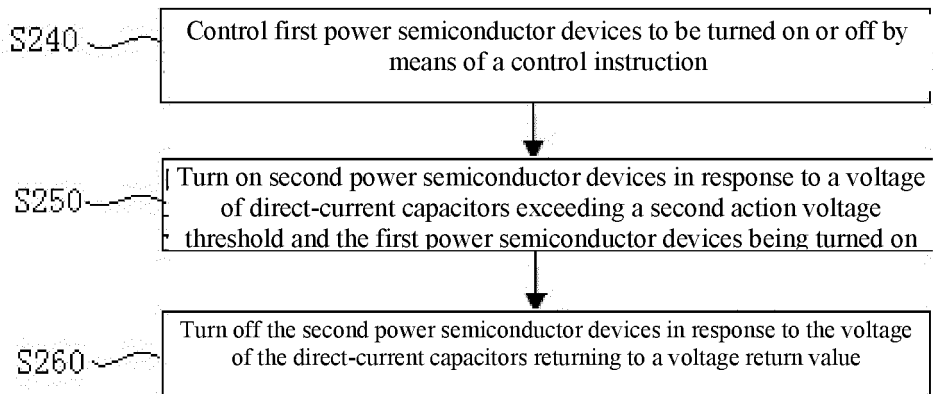 S240
Control first power semiconductor devices to be turned on or off by
means of a control instruction
S250
Turn on second power semiconductor devices in response to a voltage
of direct-current capacitors exceeding a second action voltage
threshold and the first power semiconductor devices being turned on
S260
Turn off the second power semiconductor devices in response to the voltage
of the direct-current capacitors returning to a voltage return value